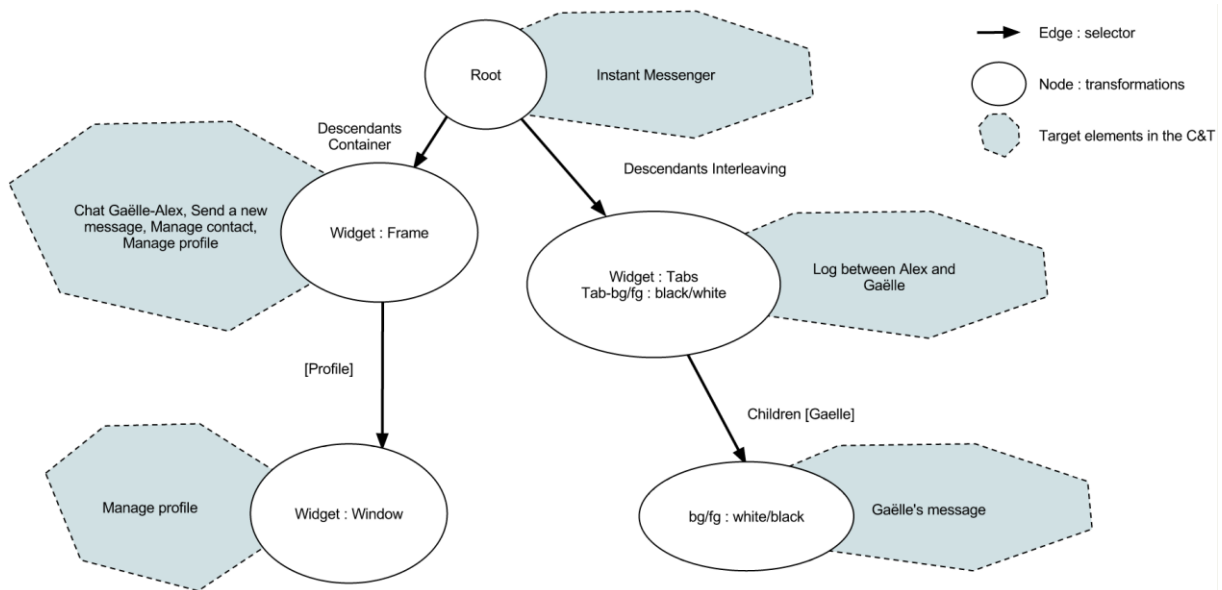 Root
Instant Messenger
Edge : selector
Node : transformations
Target elements in the C&T
Descendants
Container
Descendants Interleaving
Chat Gaëlle-Alex, Send a new
message, Manage contact,
Manage profile
Widget : Frame
Widget : Tabs
Tab-bg/fg : black/white
Log between Alex and
Gaëlle
[Profile]
Children [Gaelle]
Manage profile
Widget : Window
bg/fg : white/black
Gaëlle's message